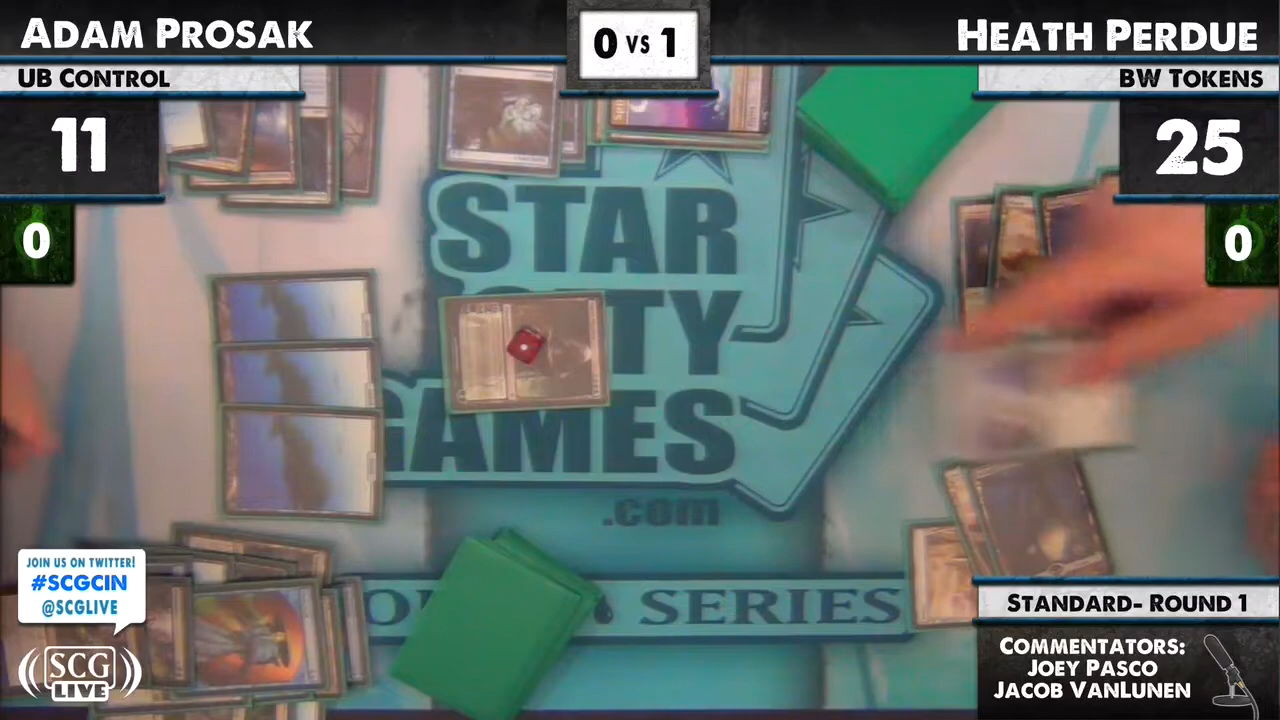 ADAM PROSAK
0 VS 1
HEATH PERDUE
UB CONTROL
BW TOKENS
11
25
0
0
STAR
CITY
GAMES
.com
SERIES
JOIN US ON TWITTER!
#SCGCIN
@SCGLIVE
SCG
LIVE
STANDARD- ROUND 1
COMMENTATORS:
JOEY PASCO
JACOB VANLUNEN